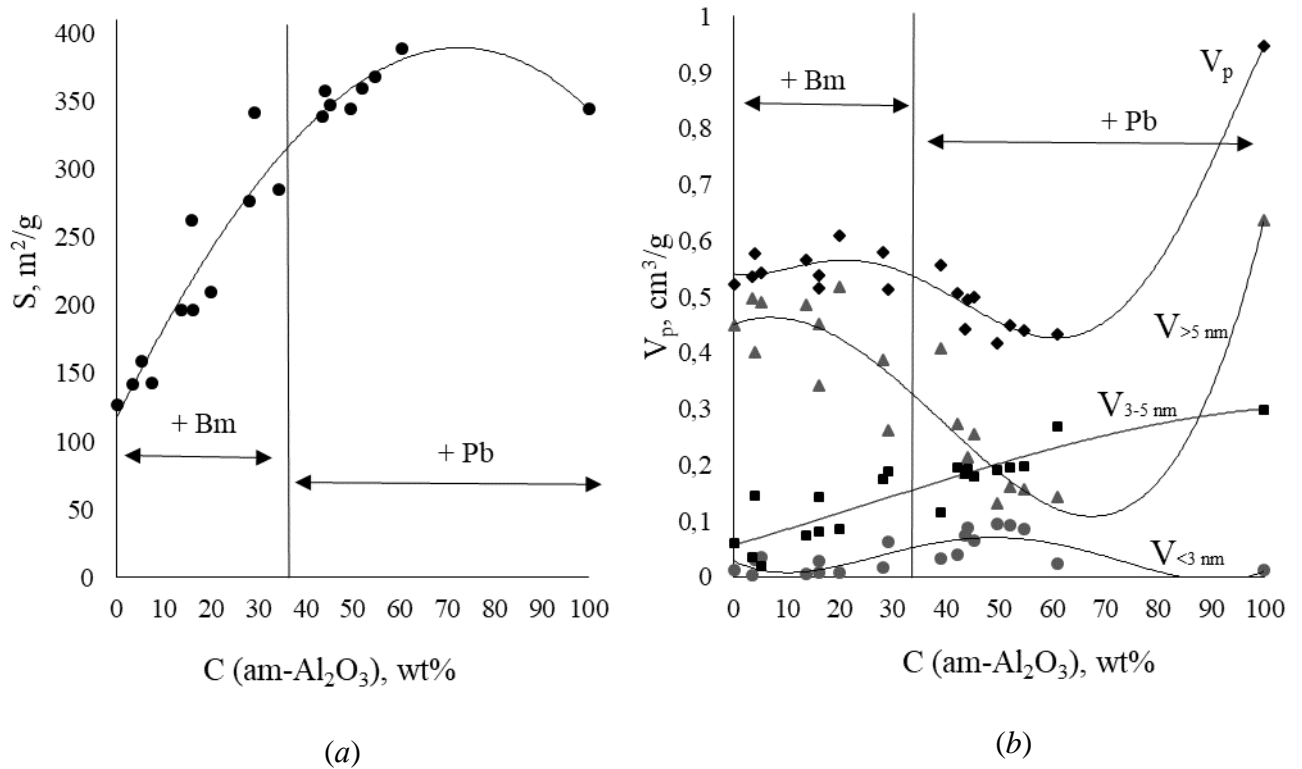 400
350
300
250
200
150
100
50
0
S, m²/g
+ Bm
+ Pb
0 10 20 30 40 50 60 70 80 90 100
C (am-Al₂O₃), wt%
(a)
1
0,9
0,8
0,7
0,6
0,5
0,4
0,3
0,2
0,1
0
Vₚ, cm³/g
+ Bm
+ Pb
Vₚ
V>5 nm
V3-5 nm
V<3 nm
0 10 20 30 40 50 60 70 80 90 100
C (am-Al₂O₃), wt%
(b)